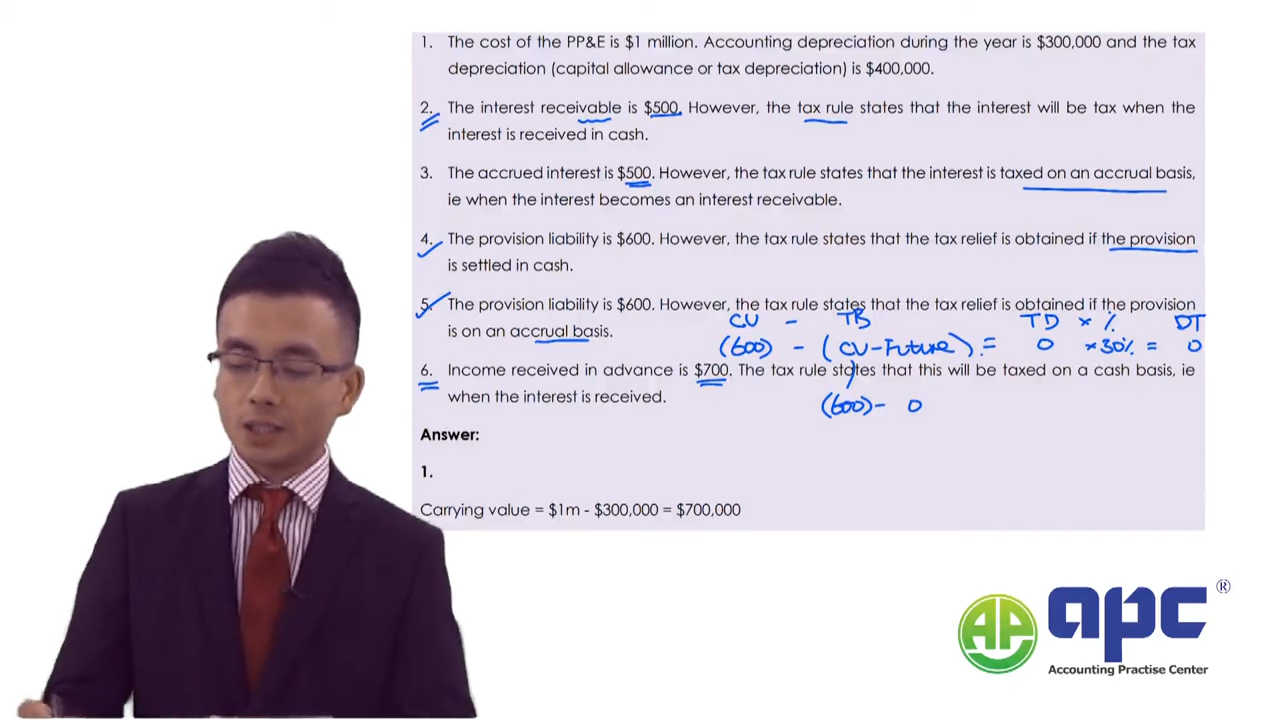 1. The cost of the PP&E is $1 million. Accounting depreciation during the year is $300,000 and the tax
depreciation (capital allowance or tax depreciation) is $400,000.
2. The interest receivable is $500. However, the tax rule states that the interest will be tax when the
interest is received in cash.
3. The accrued interest is $500. However, the tax rule states that the interest is taxed on an accrual basis,
ie when the interest becomes an interest receivable.
4. The provision liability is $600. However, the tax rule states that the tax relief is obtained if the provision
is settled in cash.
5. The provision liability is $600. However, the tax rule states that the tax relief is obtained if the provision
is on an accrual basis.
CV - TB TD × % DT
(600) - (CV-Future) = 0 ×30% = 0
6. Income received in advance is $700. The tax rule states that this will be taxed on a cash basis, ie
when the interest is received.
(600) - 0
Answer:
1.
Carrying value = $1m - $300,000 = $700,000
AP
apc®
Accounting Practise Center